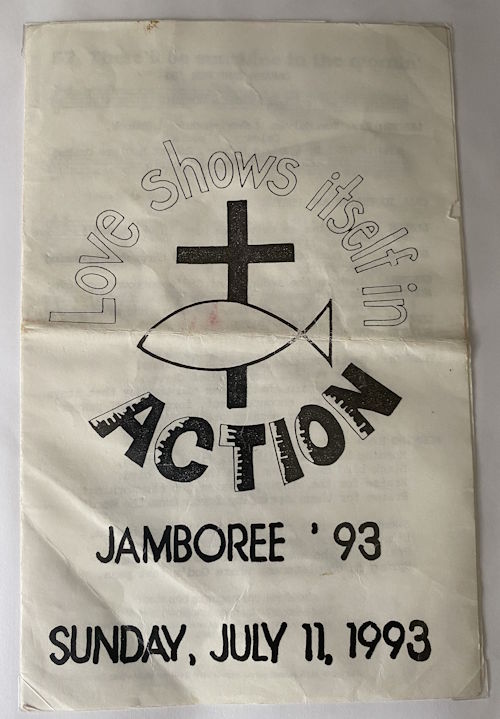 Love shows itself in
ACTION
JAMBOREE '93
SUNDAY, JULY 11, 1993